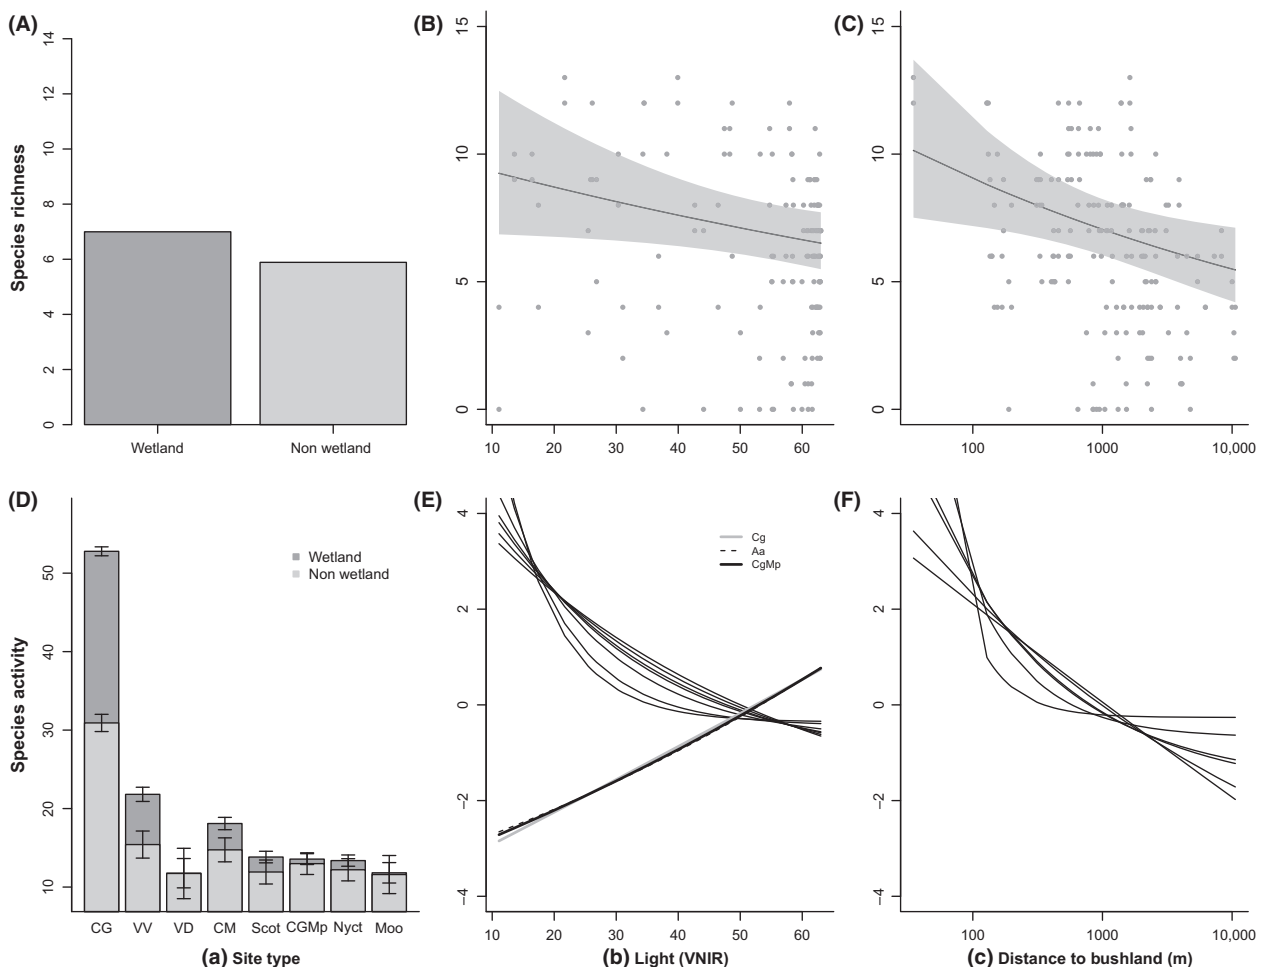 (A)
(B)
(C)
Species richness
0
2
4
6
8
10
12
14
Wetland Non wetland
0
5
10
15
10 20 30 40 50 60
0
5
10
15
100 1000 10,000
(D)
(E)
(F)
Species activity
10
20
30
40
50
Wetland
Non wetland
CG VV VD CM Scot CGMp Nyct Moo
(a) Site type
−4
−2
0
2
4
Cg
Aa
CgMp
10 20 30 40 50 60
(b) Light (VNIR)
−4
−2
0
2
4
100 1000 10,000
(c) Distance to bushland (m)